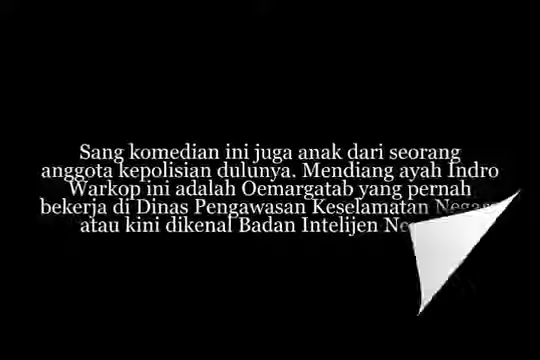 Sang komedian ini juga anak dari seorang
anggota kepolisian dulunya. Mendiang ayah Indro
Warkop ini adalah Oemargatab yang pernah
bekerja di Dinas Pengawasan Keselamatan Negara
atau kini dikenal Badan Intelijen